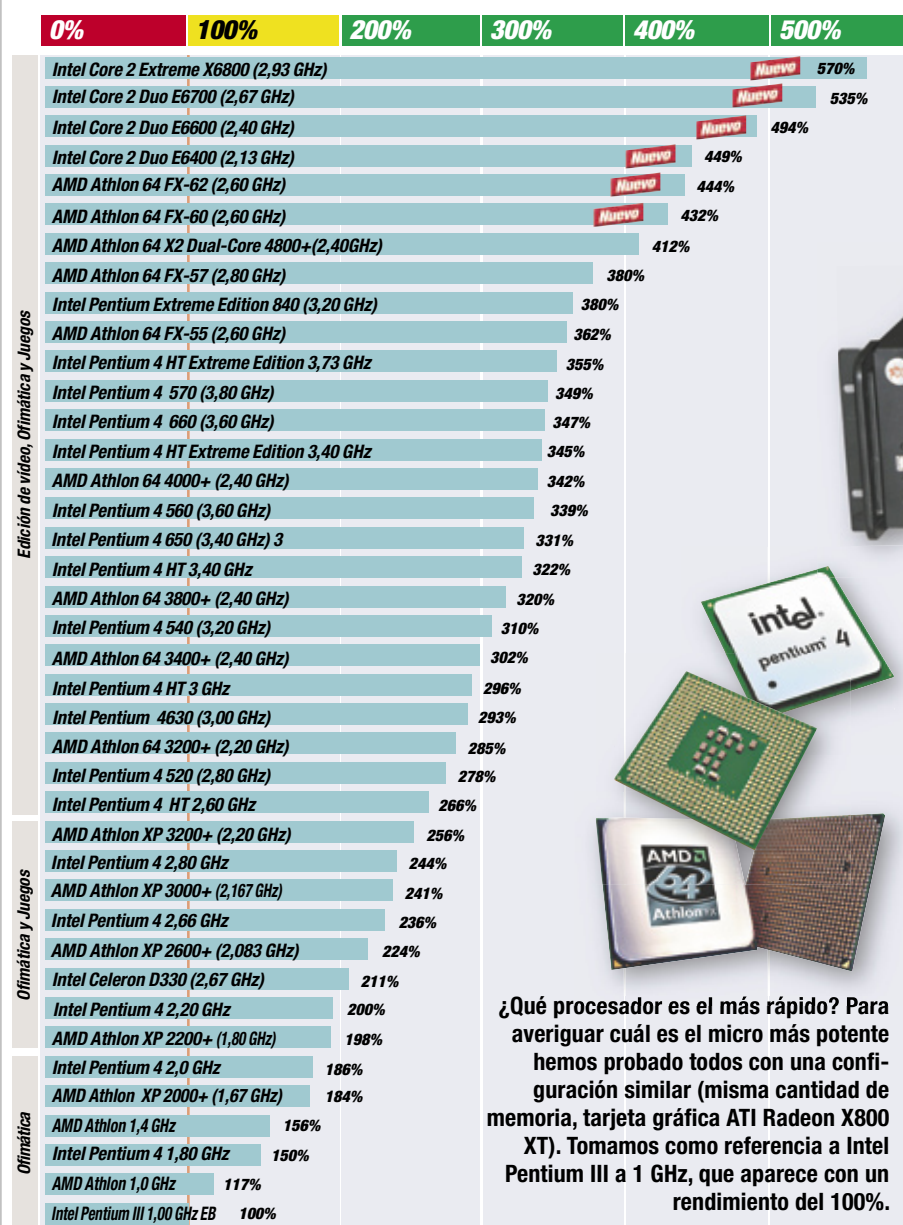 0% 100% 200% 300% 400% 500%
Edición de vídeo, Ofimática y Juegos
Intel Core 2 Extreme X6800 (2,93 GHz) Nuevo 570%
Intel Core 2 Duo E6700 (2,67 GHz) Nuevo 535%
Intel Core 2 Duo E6600 (2,40 GHz) Nuevo 494%
Intel Core 2 Duo E6400 (2,13 GHz) Nuevo 449%
AMD Athlon 64 FX-62 (2,60 GHz) Nuevo 444%
AMD Athlon 64 FX-60 (2,60 GHz) Nuevo 432%
AMD Athlon 64 X2 Dual-Core 4800+(2,40GHz) 412%
AMD Athlon 64 FX-57 (2,80 GHz) 380%
Intel Pentium Extreme Edition 840 (3,20 GHz) 380%
AMD Athlon 64 FX-55 (2,60 GHz) 362%
Intel Pentium 4 HT Extreme Edition 3,73 GHz 355%
Intel Pentium 4 570 (3,80 GHz) 349%
Intel Pentium 4 660 (3,60 GHz) 347%
Intel Pentium 4 HT Extreme Edition 3,40 GHz 345%
AMD Athlon 64 4000+ (2,40 GHz) 342%
Intel Pentium 4 560 (3,60 GHz) 339%
Intel Pentium 4 650 (3,40 GHz) 3 331%
Intel Pentium 4 HT 3,40 GHz 322%
AMD Athlon 64 3800+ (2,40 GHz) 320%
Intel Pentium 4 540 (3,20 GHz) 310%
AMD Athlon 64 3400+ (2,40 GHz) 302%
Intel Pentium 4 HT 3 GHz 296%
Intel Pentium 4630 (3,00 GHz) 293%
AMD Athlon 64 3200+ (2,20 GHz) 285%
Intel Pentium 4 520 (2,80 GHz) 278%
Intel Pentium 4 HT 2,60 GHz 266%
Ofimática y Juegos
AMD Athlon XP 3200+ (2,20 GHz) 256%
Intel Pentium 4 2,80 GHz 244%
AMD Athlon XP 3000+ (2,167 GHz) 241%
Intel Pentium 4 2,66 GHz 236%
AMD Athlon XP 2600+ (2,083 GHz) 224%
Intel Celeron D330 (2,67 GHz) 211%
Intel Pentium 4 2,20 GHz 200%
AMD Athlon XP 2200+ (1,80 GHz) 198%
Ofimática
Intel Pentium 4 2,0 GHz 186%
AMD Athlon XP 2000+ (1,67 GHz) 184%
AMD Athlon 1,4 GHz 156%
Intel Pentium 4 1,80 GHz 150%
AMD Athlon 1,0 GHz 117%
Intel Pentium III 1,00 GHz EB 100%
intel
pentium 4
AMD
64
Athlon FX
¿Qué procesador es el más rápido? Para
averiguar cuál es el micro más potente
hemos probado todos con una confi-
guración similar (misma cantidad de
memoria, tarjeta gráfica ATI Radeon X800
XT). Tomamos como referencia a Intel
Pentium III a 1 GHz, que aparece con un
rendimiento del 100%.